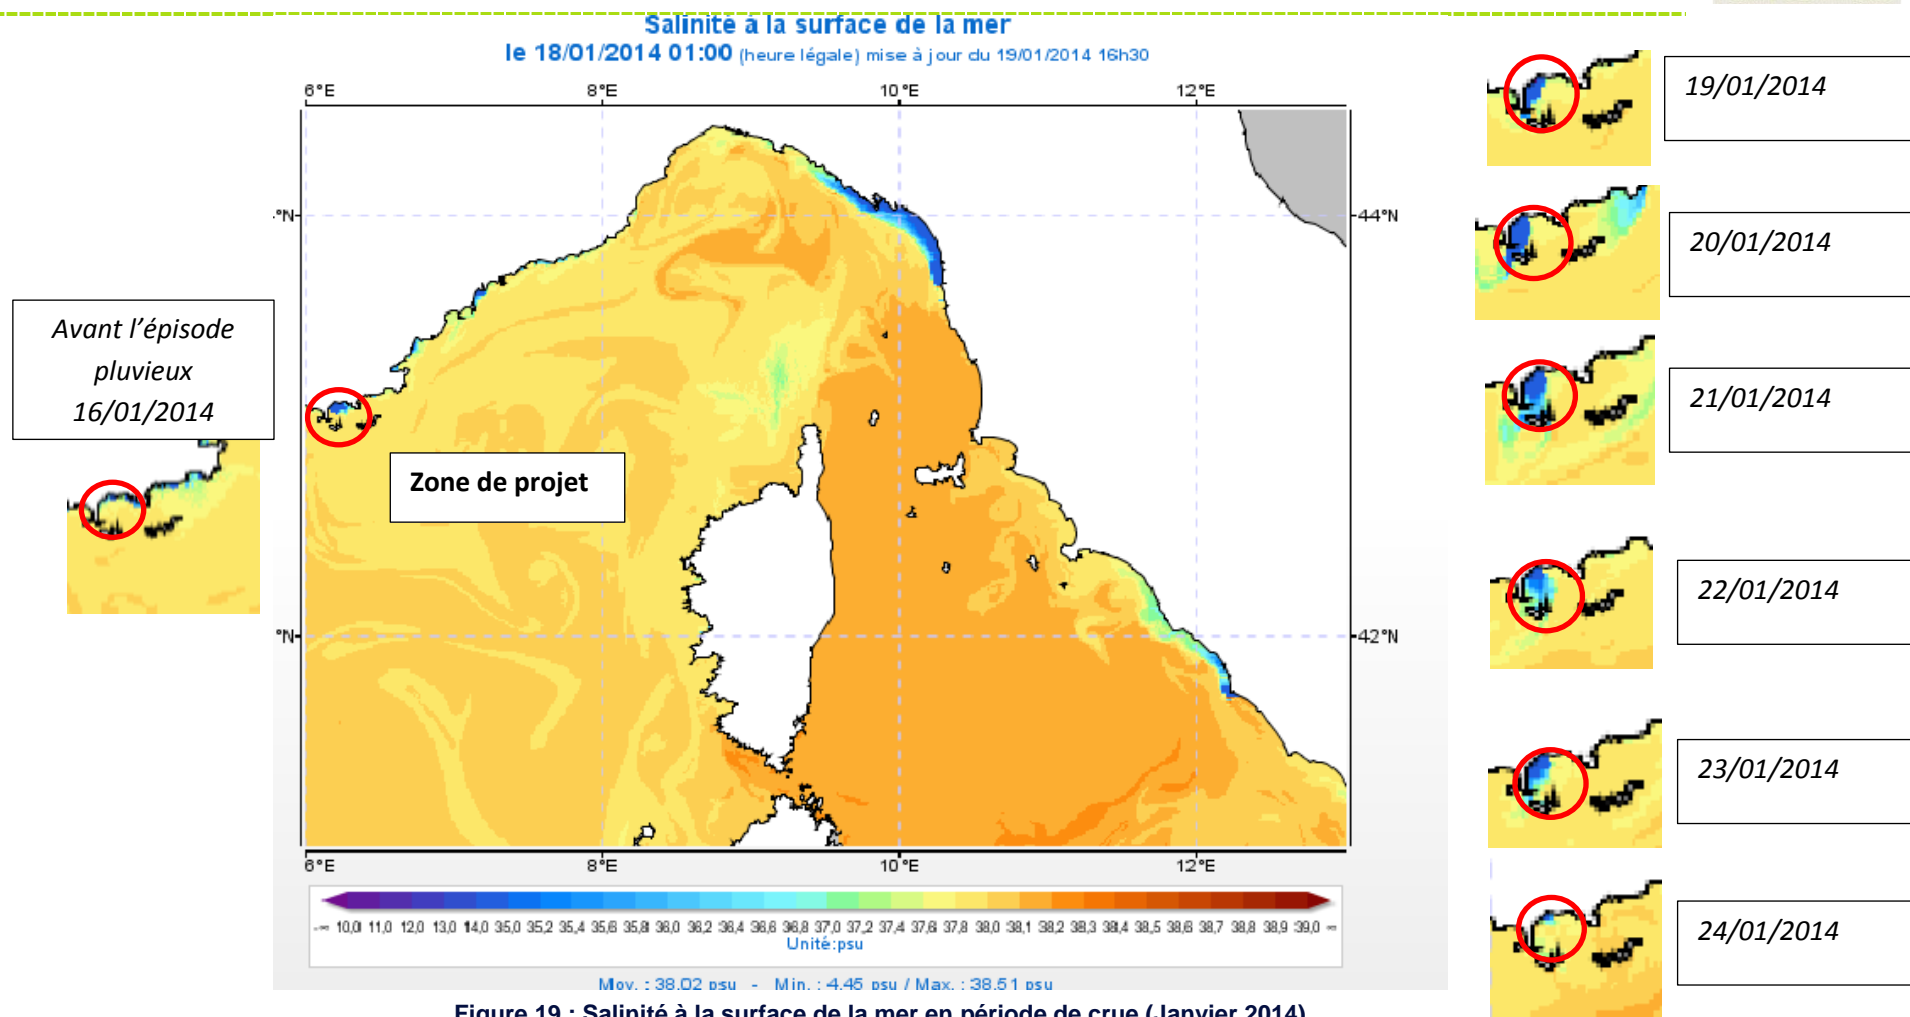 Salinité à la surface de la mer
le 18/01/2014 01:00 (heure légale) mise à jour du 19/01/2014 16h30
6°E 8°E 10°E 12°E
°N
44°N
Avant l'épisode
pluvieux
16/01/2014
Zone de projet
°N
42°N
6°E 8°E 10°E 12°E
-∞ 10,0 11,0 12,0 13,0 14,0 35,0 35,2 35,4 35,6 35,8 36,0 36,2 36,4 36,6 36,8 37,0 37,2 37,4 37,6 37,8 38,0 38,1 38,2 38,3 38,4 38,5 38,6 38,7 38,8 38,9 39,0 ∞
Unité:psu
Moy. : 38.02 psu - Min. : 4.45 psu / Max. : 38.51 psu
19/01/2014
20/01/2014
21/01/2014
22/01/2014
23/01/2014
24/01/2014
Figure 19 : Salinité à la surface de la mer en période de crue (Janvier 2014)